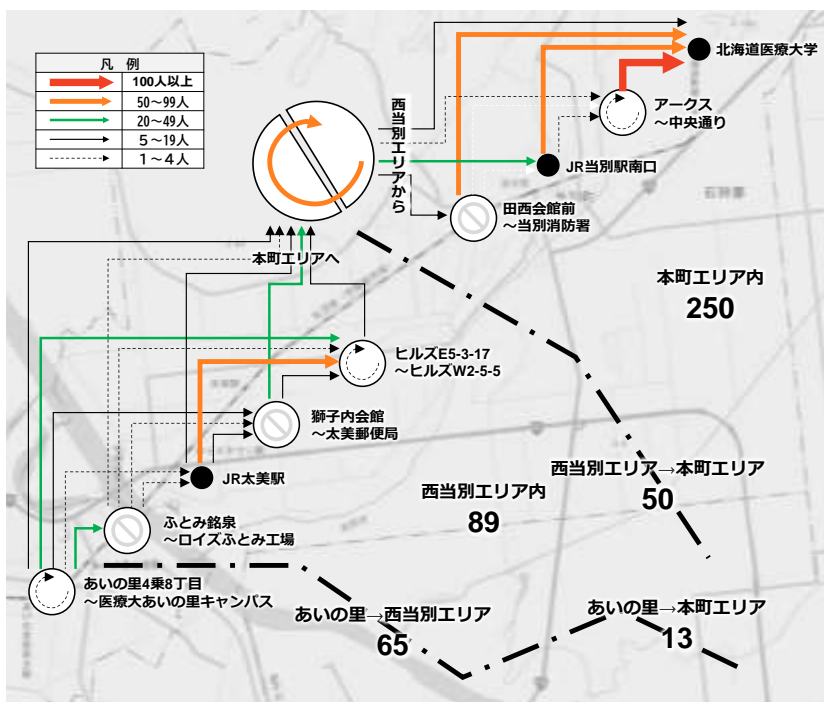 凡 例
100人以上
50～99人
20～49人
５～19人
１～４人
北海道医療大学
アークス
～中央通り
西当別エリアから
JR当別駅南口
田西会館前
～当別消防署
本町エリアへ
本町エリア内
250
ヒルズE5-3-17
～ヒルズW2-5-5
獅子内会館
～太美郵便局
JR太美駅
西当別エリア内
89
西当別エリア→本町エリア
50
ふとみ銘泉
～ロイズふとみ工場
あいの里4乗8丁目
～医療大あいの里キャンパス
あいの里→西当別エリア
65
あいの里→本町エリア
13